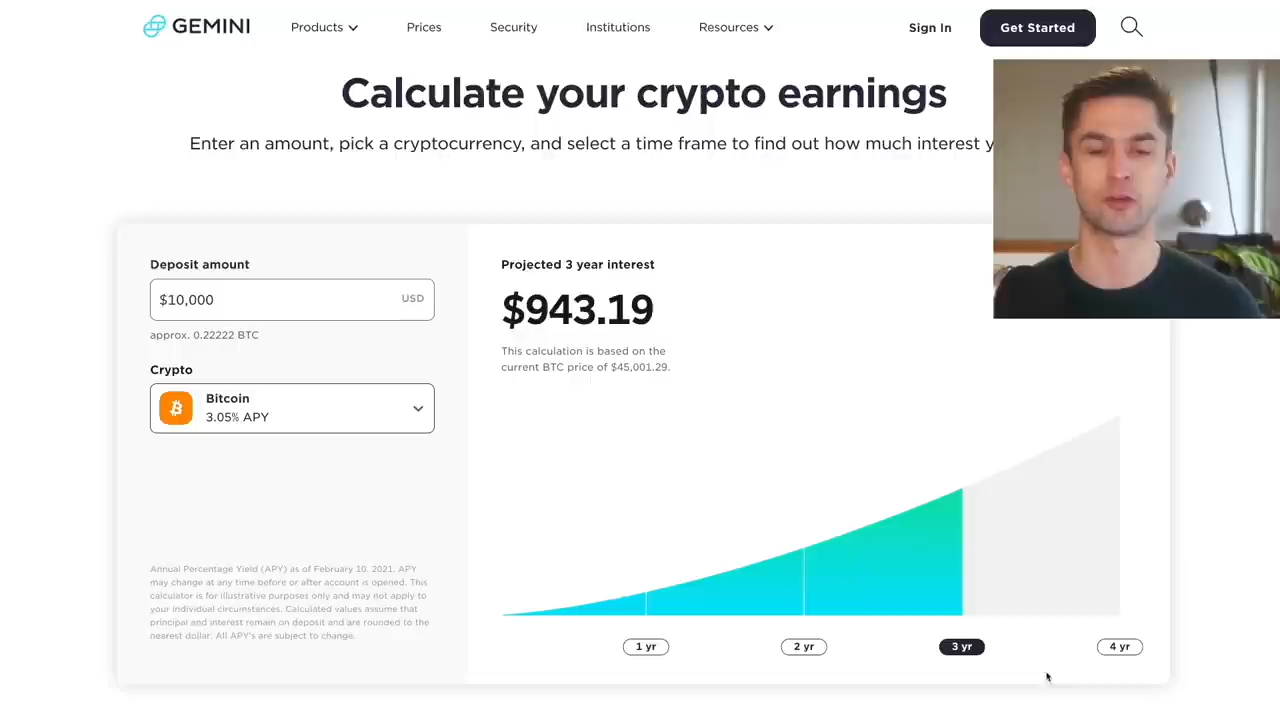 GEMINI Products Prices Security Institutions Resources Sign In Get Started
Calculate your crypto earnings
Enter an amount, pick a cryptocurrency, and select a time frame to find out how much interest
Deposit amount
$10,000 USD
approx. 0.22222 BTC
Crypto
Bitcoin
3.05% APY
Annual Percentage Yield (APY) as of February 10. 2021. APY
may change at any time before or after account is opened. This
calculator is for illustrative purposes only and may not apply to
your individual circumstances. Calculated values assume that
principal and interest remain on deposit and are rounded to the
nearest dollar. All APY's are subject to change.
Projected 3 year interest
$943.19
This calculation is based on the
current BTC price of $45,001.29.
1 yr 2 yr 3 yr 4 yr